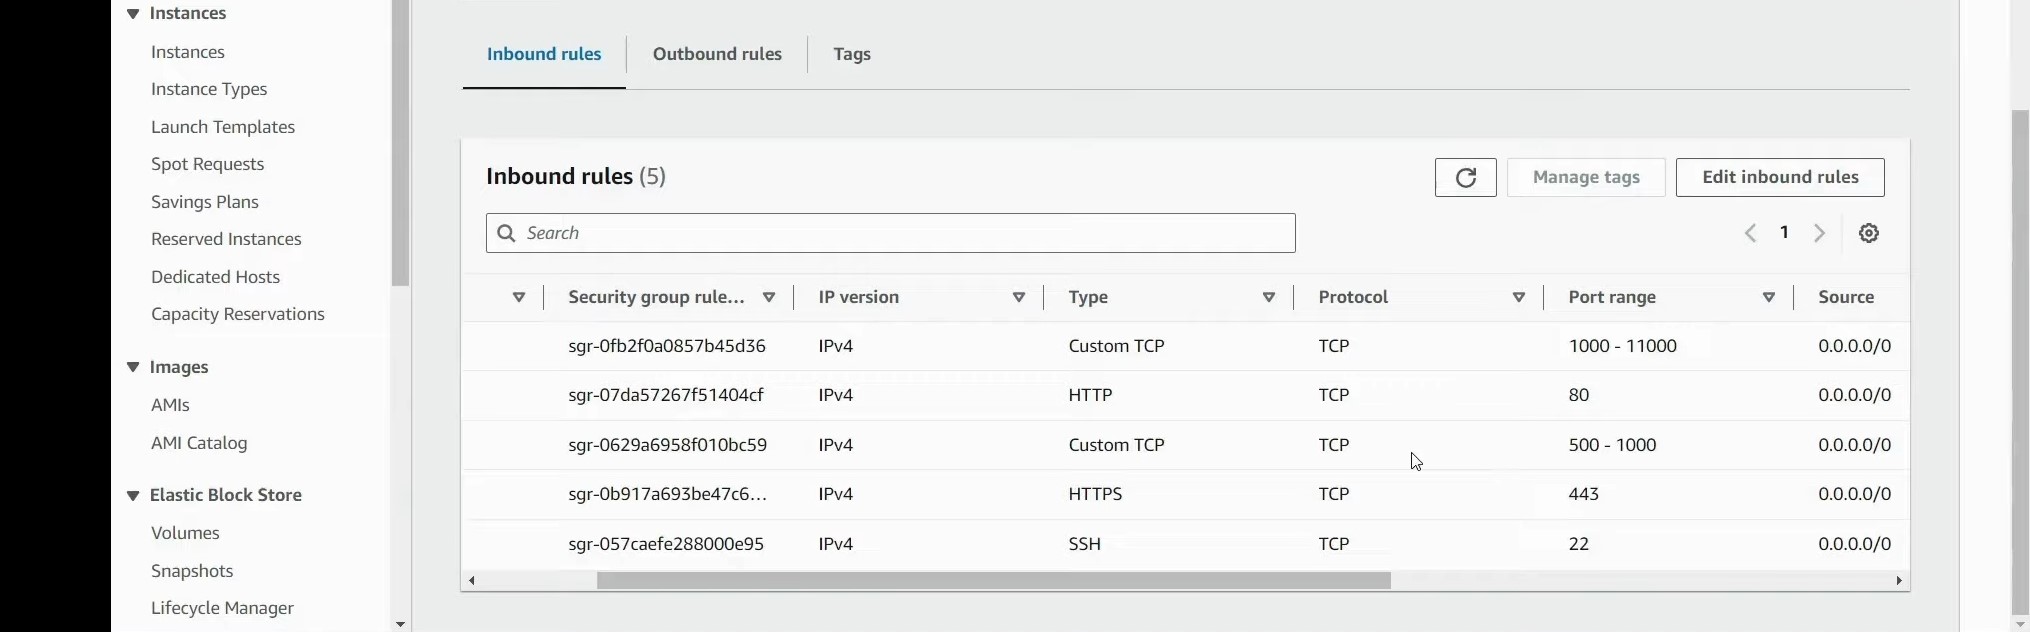 Instances
Instances
Instance Types
Launch Templates
Spot Requests
Savings Plans
Reserved Instances
Dedicated Hosts
Capacity Reservations
Images
AMIs
AMI Catalog
Elastic Block Store
Volumes
Snapshots
Lifecycle Manager
Inbound rules Outbound rules Tags
Inbound rules (5) Manage tags Edit inbound rules
Search 1
Security group rule... IP version Type Protocol Port range Source
sgr-0fb2f0a0857b45d36 IPv4 Custom TCP TCP 1000 - 11000 0.0.0.0/0
sgr-07da57267f51404cf IPv4 HTTP TCP 80 0.0.0.0/0
sgr-0629a6958f010bc59 IPv4 Custom TCP TCP 500 - 1000 0.0.0.0/0
sgr-0b917a693be47c6... IPv4 HTTPS TCP 443 0.0.0.0/0
sgr-057caefe288000e95 IPv4 SSH TCP 22 0.0.0.0/0